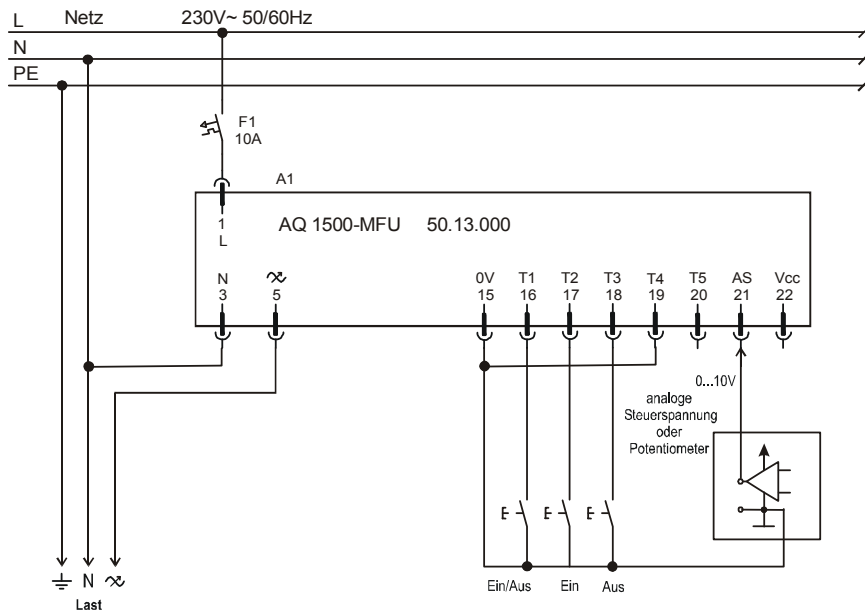 L Netz 230V~ 50/60Hz
N
PE
F1
10A
A1
1
L
AQ 1500-MFU 50.13.000
N
3
5
0V T1 T2 T3 T4 T5 AS Vcc
15 16 17 18 19 20 21 22
0...10V
analoge
Steuerspannung
oder
Potentiometer
E E E
Ein/Aus Ein Aus
N
Last